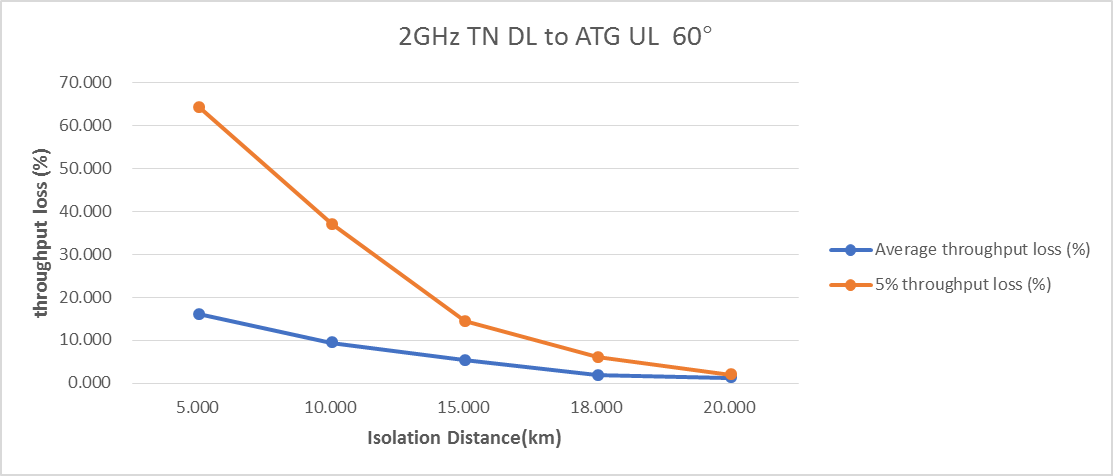 2GHz TN DL to ATG UL 60°
70.000
60.000
50.000
40.000
30.000
20.000
10.000
0.000
throughput loss (%)
5.000 10.000 15.000 18.000 20.000
Isolation Distance(km)
Average throughput loss (%)
5% throughput loss (%)